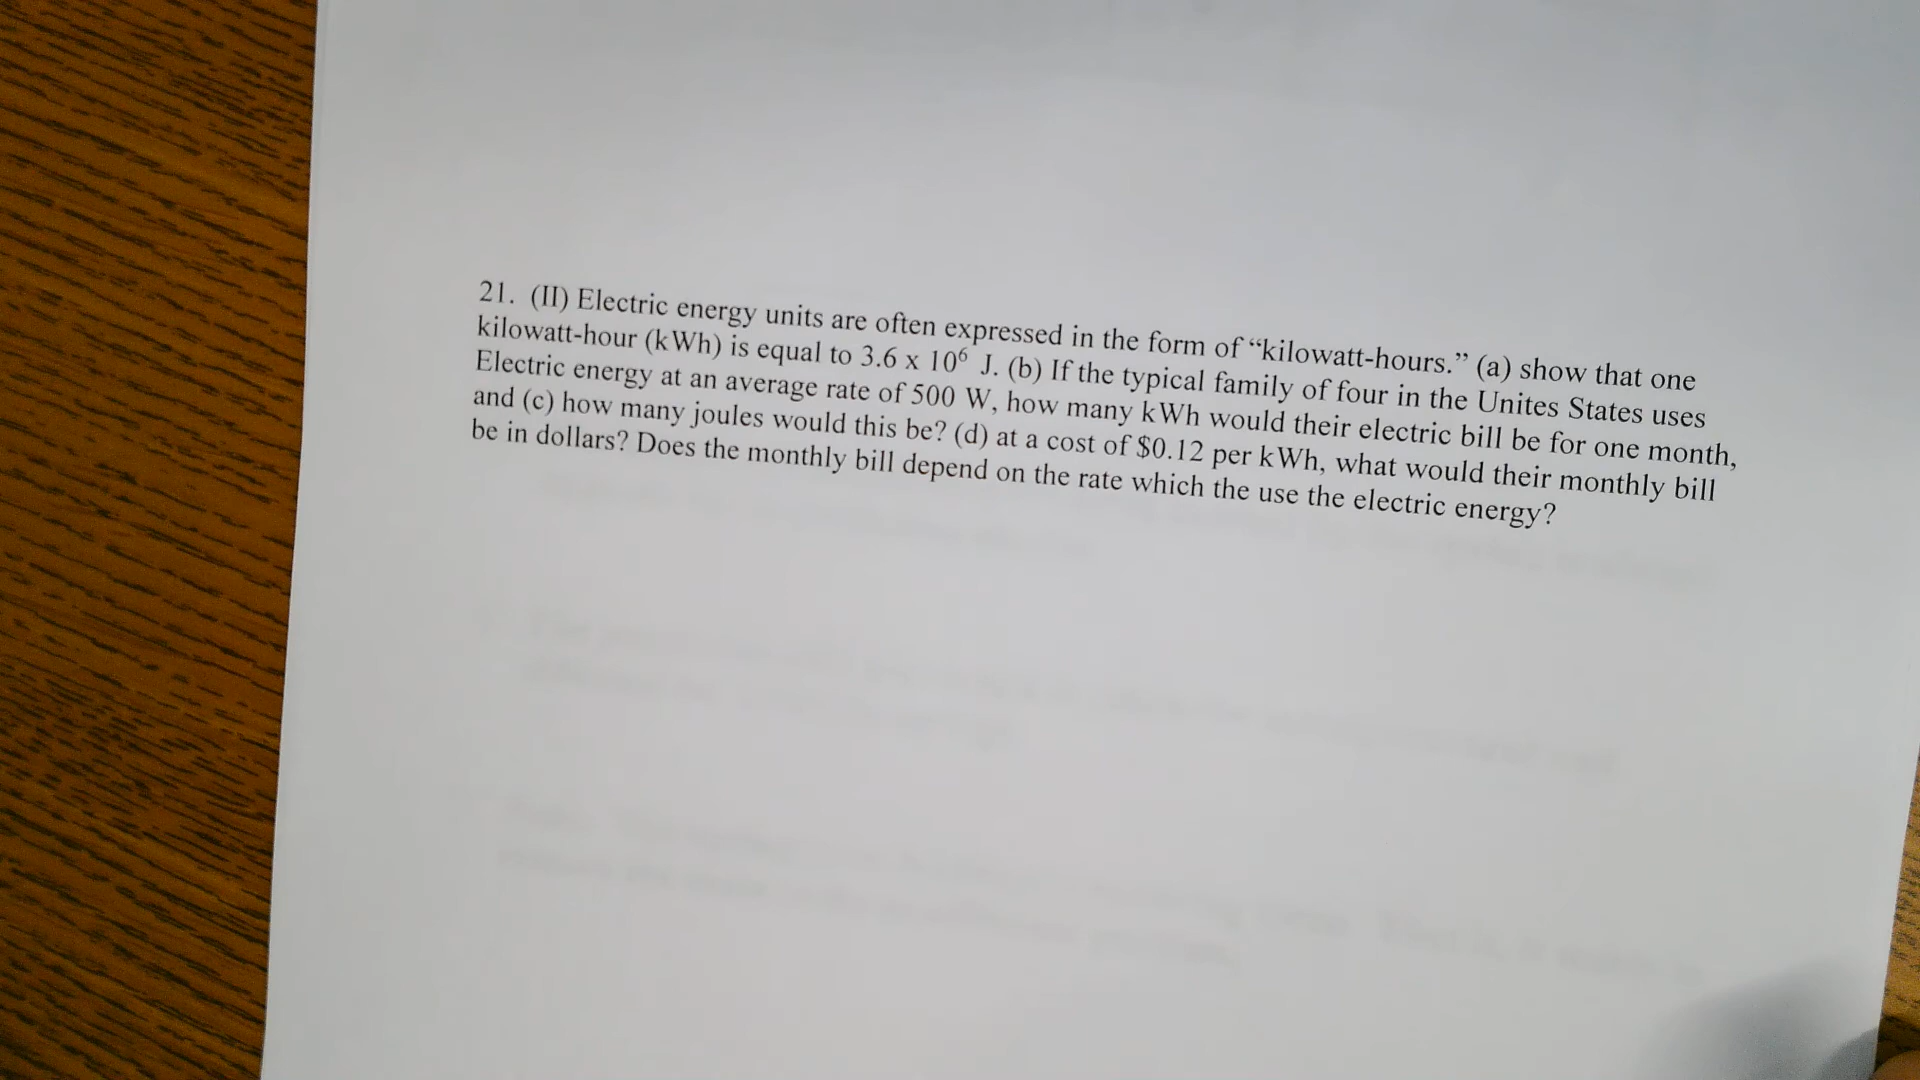 21. (II) Electric energy units are often expressed in the form of “kilowatt-hours.” (a) show that one
kilowatt-hour (kWh) is equal to 3.6 x 10⁶ J. (b) If the typical family of four in the Unites States uses
Electric energy at an average rate of 500 W, how many kWh would their electric bill be for one month,
and (c) how many joules would this be? (d) at a cost of $0.12 per kWh, what would their monthly bill
be in dollars? Does the monthly bill depend on the rate which the use the electric energy?